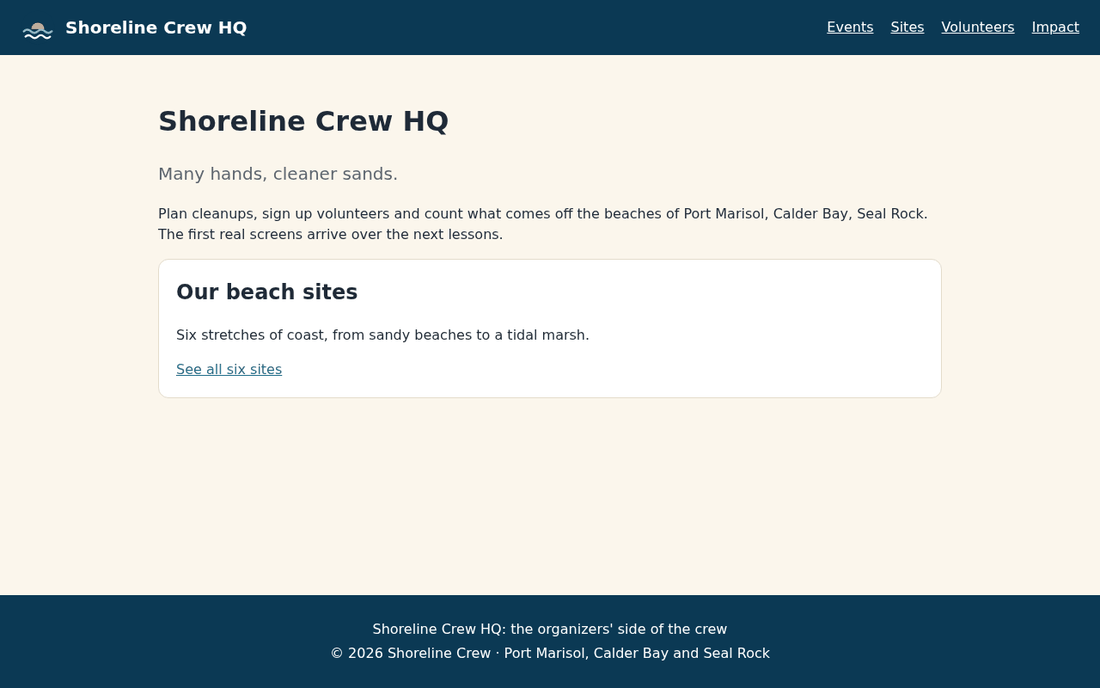 Shoreline Crew HQ
Events Sites Volunteers Impact
Shoreline Crew HQ
Many hands, cleaner sands.
Plan cleanups, sign up volunteers and count what comes off the beaches of Port Marisol, Calder Bay, Seal Rock.
The first real screens arrive over the next lessons.
Our beach sites
Six stretches of coast, from sandy beaches to a tidal marsh.
See all six sites
Shoreline Crew HQ: the organizers' side of the crew
© 2026 Shoreline Crew · Port Marisol, Calder Bay and Seal Rock